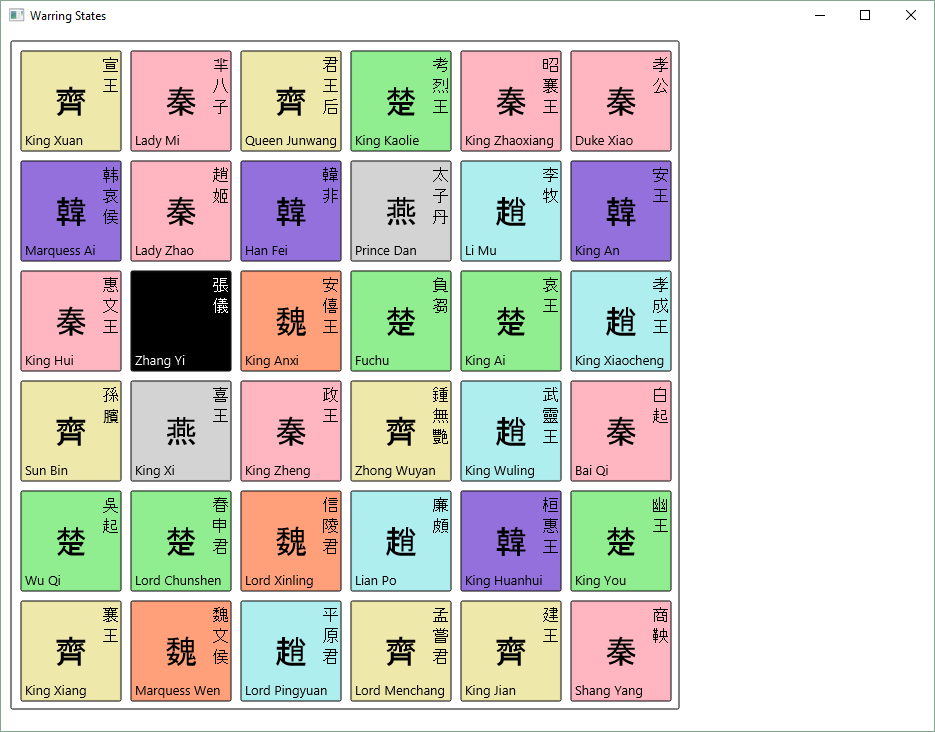 Warring States
宣王
齊
King Xuan
羋八子
秦
Lady Mi
君王后
齊
Queen Junwang
考烈王
楚
King Kaolie
昭襄王
秦
King Zhaoxiang
孝公
秦
Duke Xiao
韩哀侯
韓
Marquess Ai
趙姬
秦
Lady Zhao
韓非
韓
Han Fei
太子丹
燕
Prince Dan
李牧
趙
Li Mu
安王
韓
King An
惠文王
秦
King Hui
張儀
Zhang Yi
安僖王
魏
King Anxi
負芻
楚
Fuchu
哀王
楚
King Ai
孝成王
趙
King Xiaocheng
孫臏
齊
Sun Bin
喜王
燕
King Xi
政王
秦
King Zheng
鍾無艷
齊
Zhong Wuyan
武靈王
趙
King Wuling
白起
秦
Bai Qi
吳起
楚
Wu Qi
春申君
楚
Lord Chunshen
信陵君
魏
Lord Xinling
廉頗
趙
Lian Po
桓惠王
韓
King Huanhui
幽王
楚
King You
襄王
齊
King Xiang
魏文侯
魏
Marquess Wen
平原君
趙
Lord Pingyuan
孟嘗君
齊
Lord Menchang
建王
齊
King Jian
商鞅
秦
Shang Yang